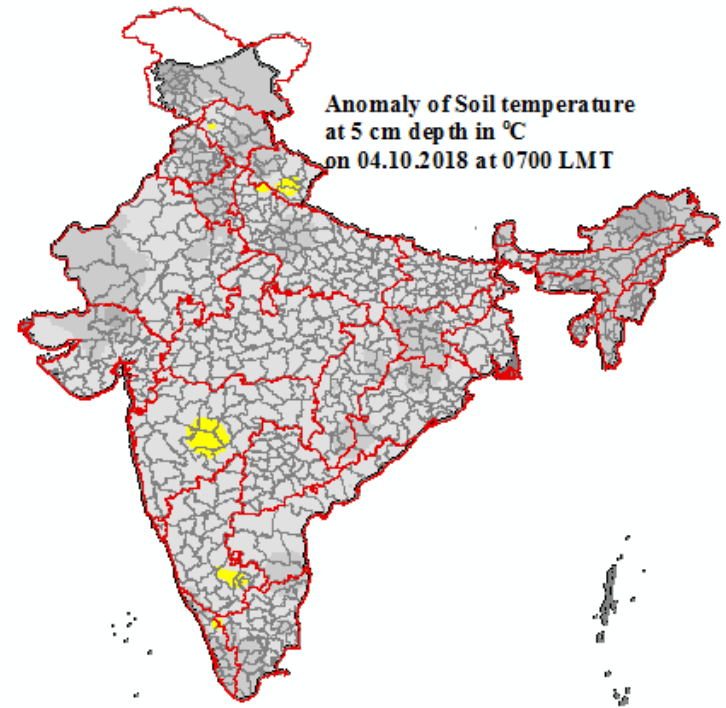 Anomaly of Soil temperature
at 5 cm depth in °C
on 04.10.2018 at 0700 LMT